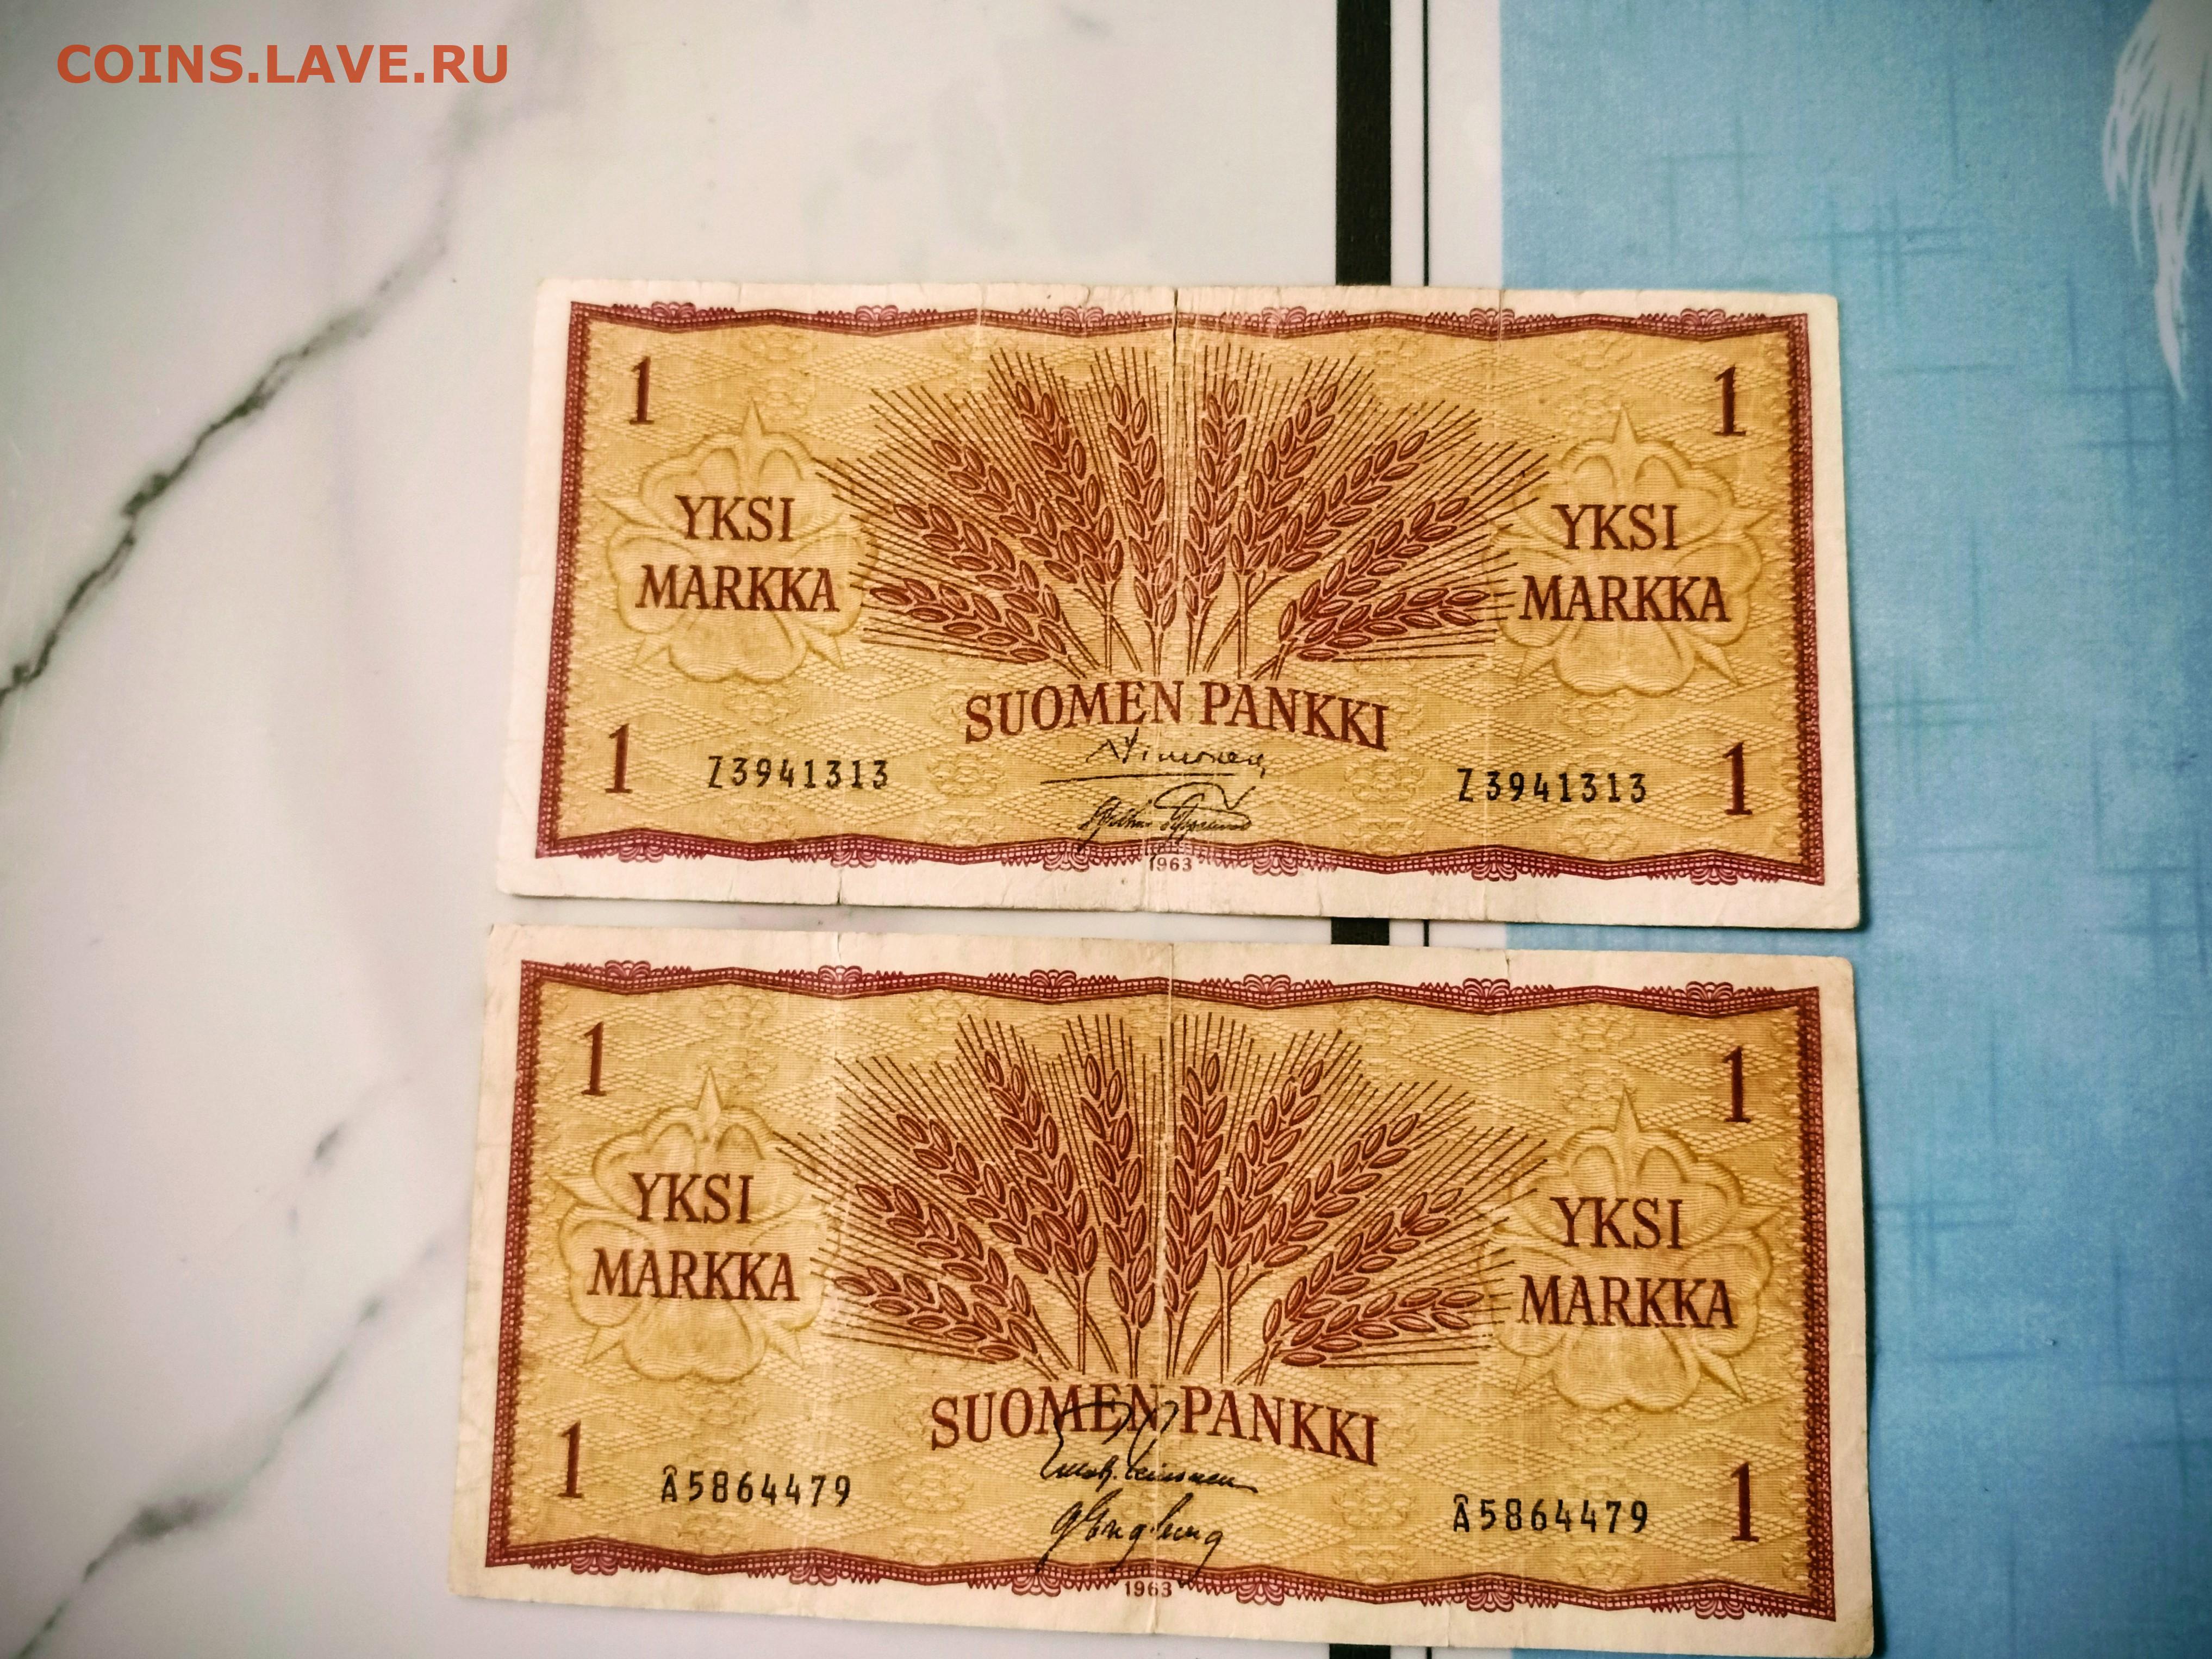 COINS.LAVE.RU
1 1
YKSI MARKKA
YKSI MARKKA
SUOMEN PANKKI
1 1
Z3941313 Z3941313
1963
1 1
YKSI MARKKA
YKSI MARKKA
SUOMEN PANKKI
1 1
Â5864479 Â5864479
1963